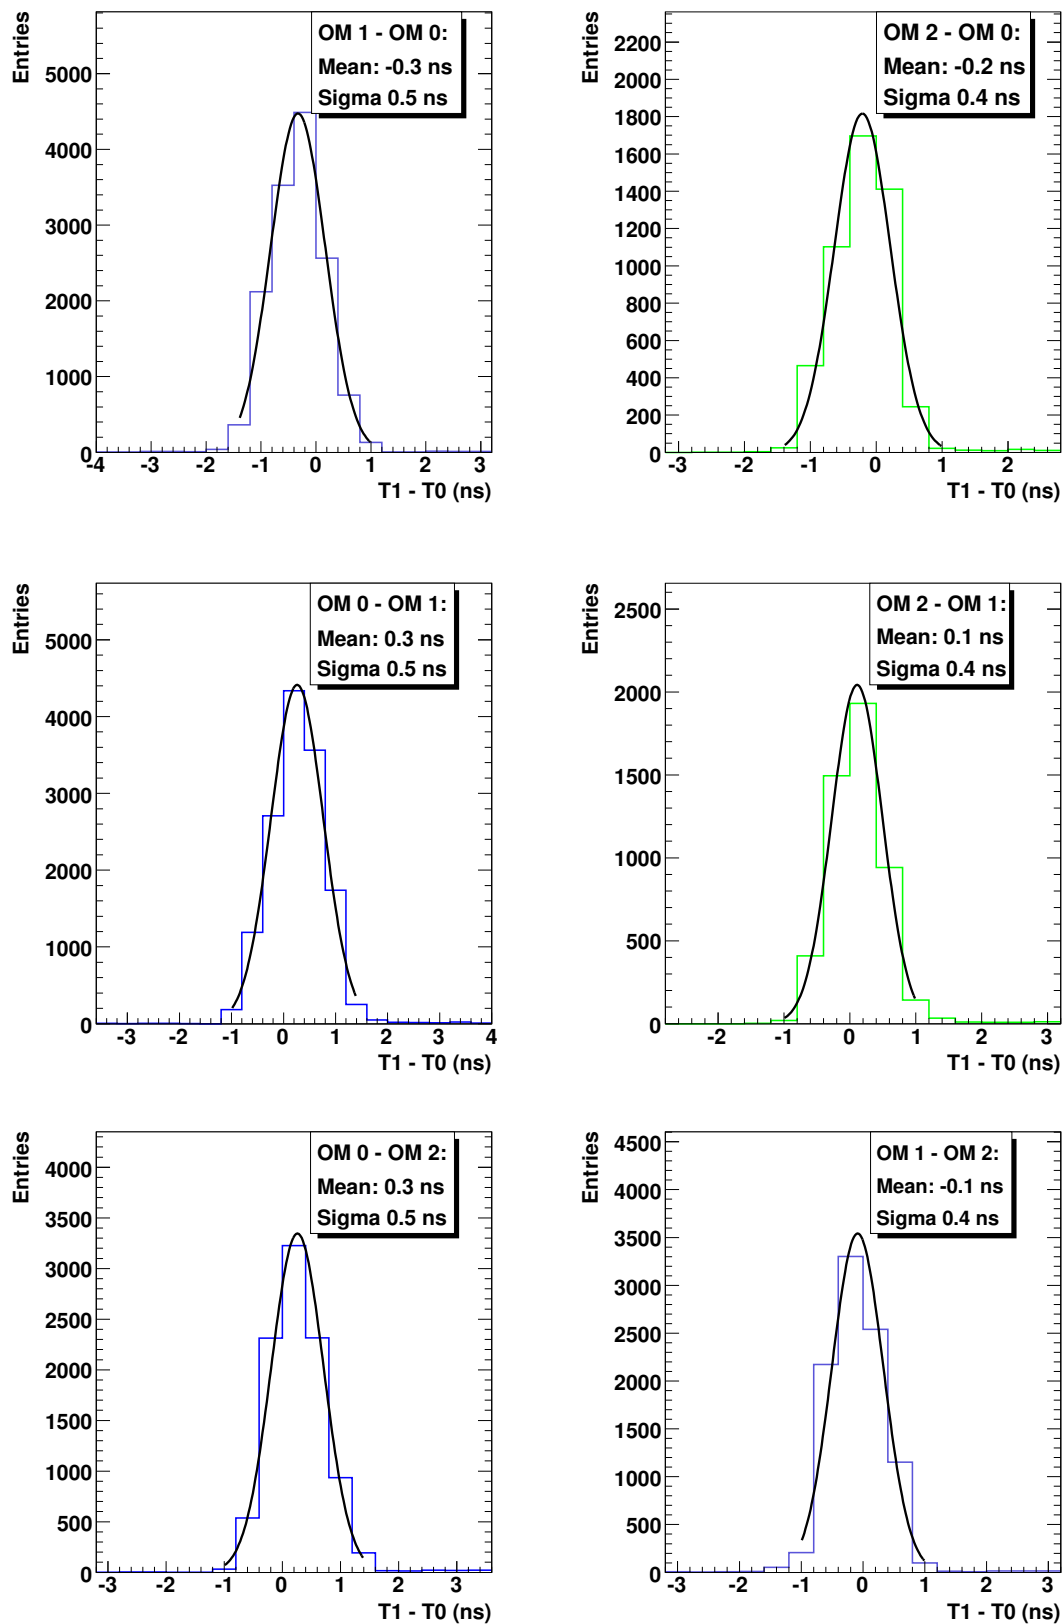 Entries
5000
4000
3000
2000
1000
0
OM 1 - OM 0:
Mean: -0.3 ns
Sigma 0.5 ns
-4 -3 -2 -1 0 1 2 3
T1 - T0 (ns)
Entries
2200
2000
1800
1600
1400
1200
1000
800
600
400
200
0
OM 2 - OM 0:
Mean: -0.2 ns
Sigma 0.4 ns
-3 -2 -1 0 1 2
T1 - T0 (ns)
Entries
5000
4000
3000
2000
1000
0
OM 0 - OM 1:
Mean: 0.3 ns
Sigma 0.5 ns
-3 -2 -1 0 1 2 3 4
T1 - T0 (ns)
Entries
2500
2000
1500
1000
500
0
OM 2 - OM 1:
Mean: 0.1 ns
Sigma 0.4 ns
-2 -1 0 1 2 3
T1 - T0 (ns)
Entries
4000
3500
3000
2500
2000
1500
1000
500
0
OM 0 - OM 2:
Mean: 0.3 ns
Sigma 0.5 ns
-3 -2 -1 0 1 2 3
T1 - T0 (ns)
Entries
4500
4000
3500
3000
2500
2000
1500
1000
500
0
OM 1 - OM 2:
Mean: -0.1 ns
Sigma 0.4 ns
-3 -2 -1 0 1 2 3
T1 - T0 (ns)